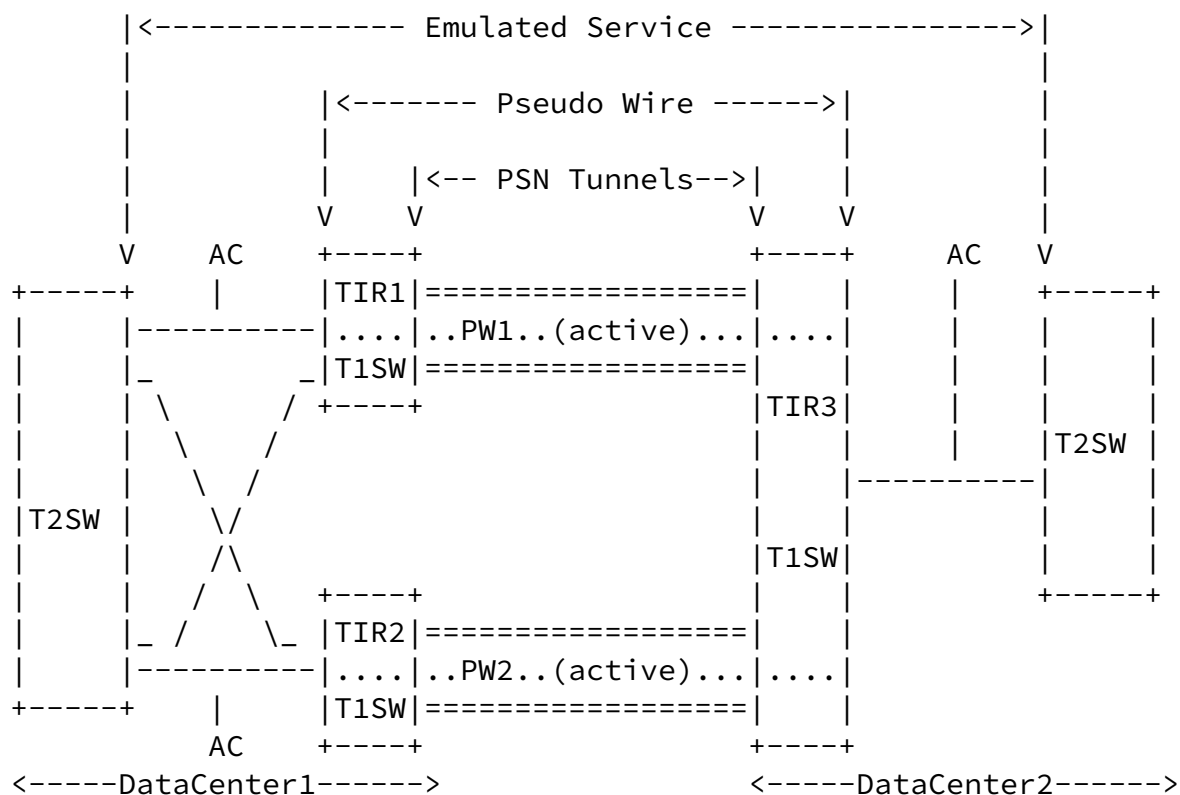 |<-------------- Emulated Service ---------------->|
|<------- Pseudo Wire ------>|
|<-- PSN Tunnels-->|
V V V V
V AC +----+ +----+ AC V
+-----+ | |TIR1|==================| | | +-----+
| |----------|....|..PW1..(active)...|....| | | |
| |_ _|T1SW|==================| | | | |
| | \ / +----+ |TIR3| | | |
| | \ / | | | |T2SW |
| | \ / | |----------| |
|T2SW | \/ | | | |
| | /\ |T1SW| | |
| | / \ +----+ | | +-----+
| |_ / \_ |TIR2|==================| |
| |----------|....|..PW2..(active)...|....|
+-----+ | |T1SW|==================| |
AC +----+ +----+
<-----DataCenter1------> <-----DataCenter2------>